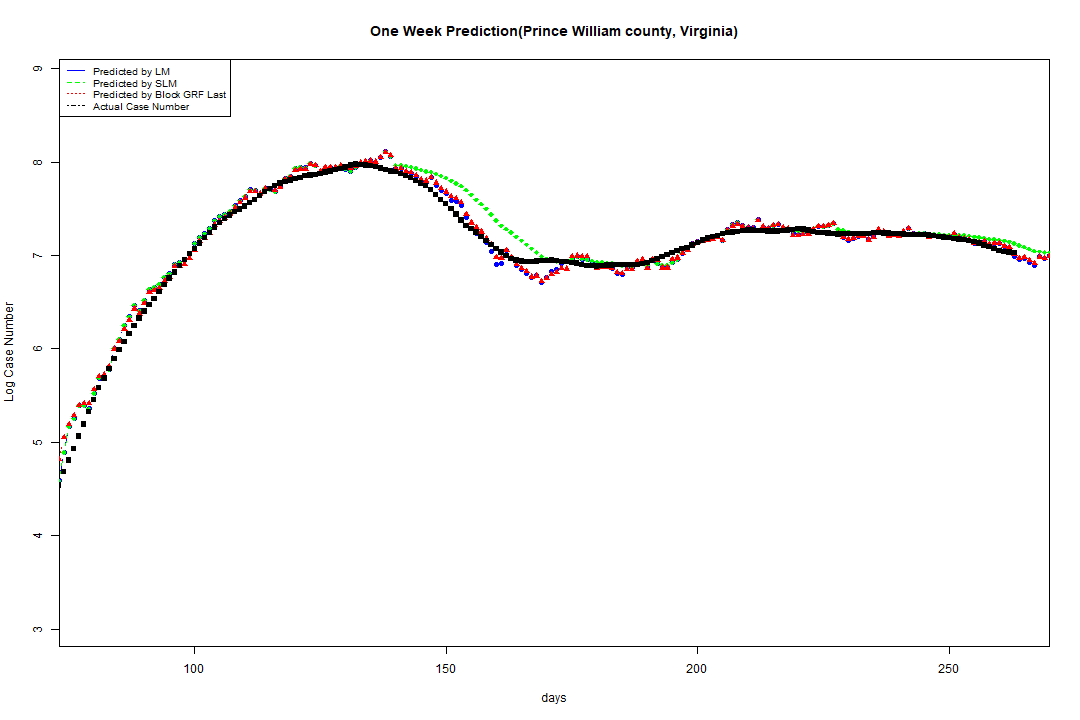 One Week Prediction(Prince William county, Virginia)
Predicted by LM
Predicted by SLM
Predicted by Block GRF Last
Actual Case Number
9
8
7
6
5
4
3
Log Case Number
100 150 200 250
days